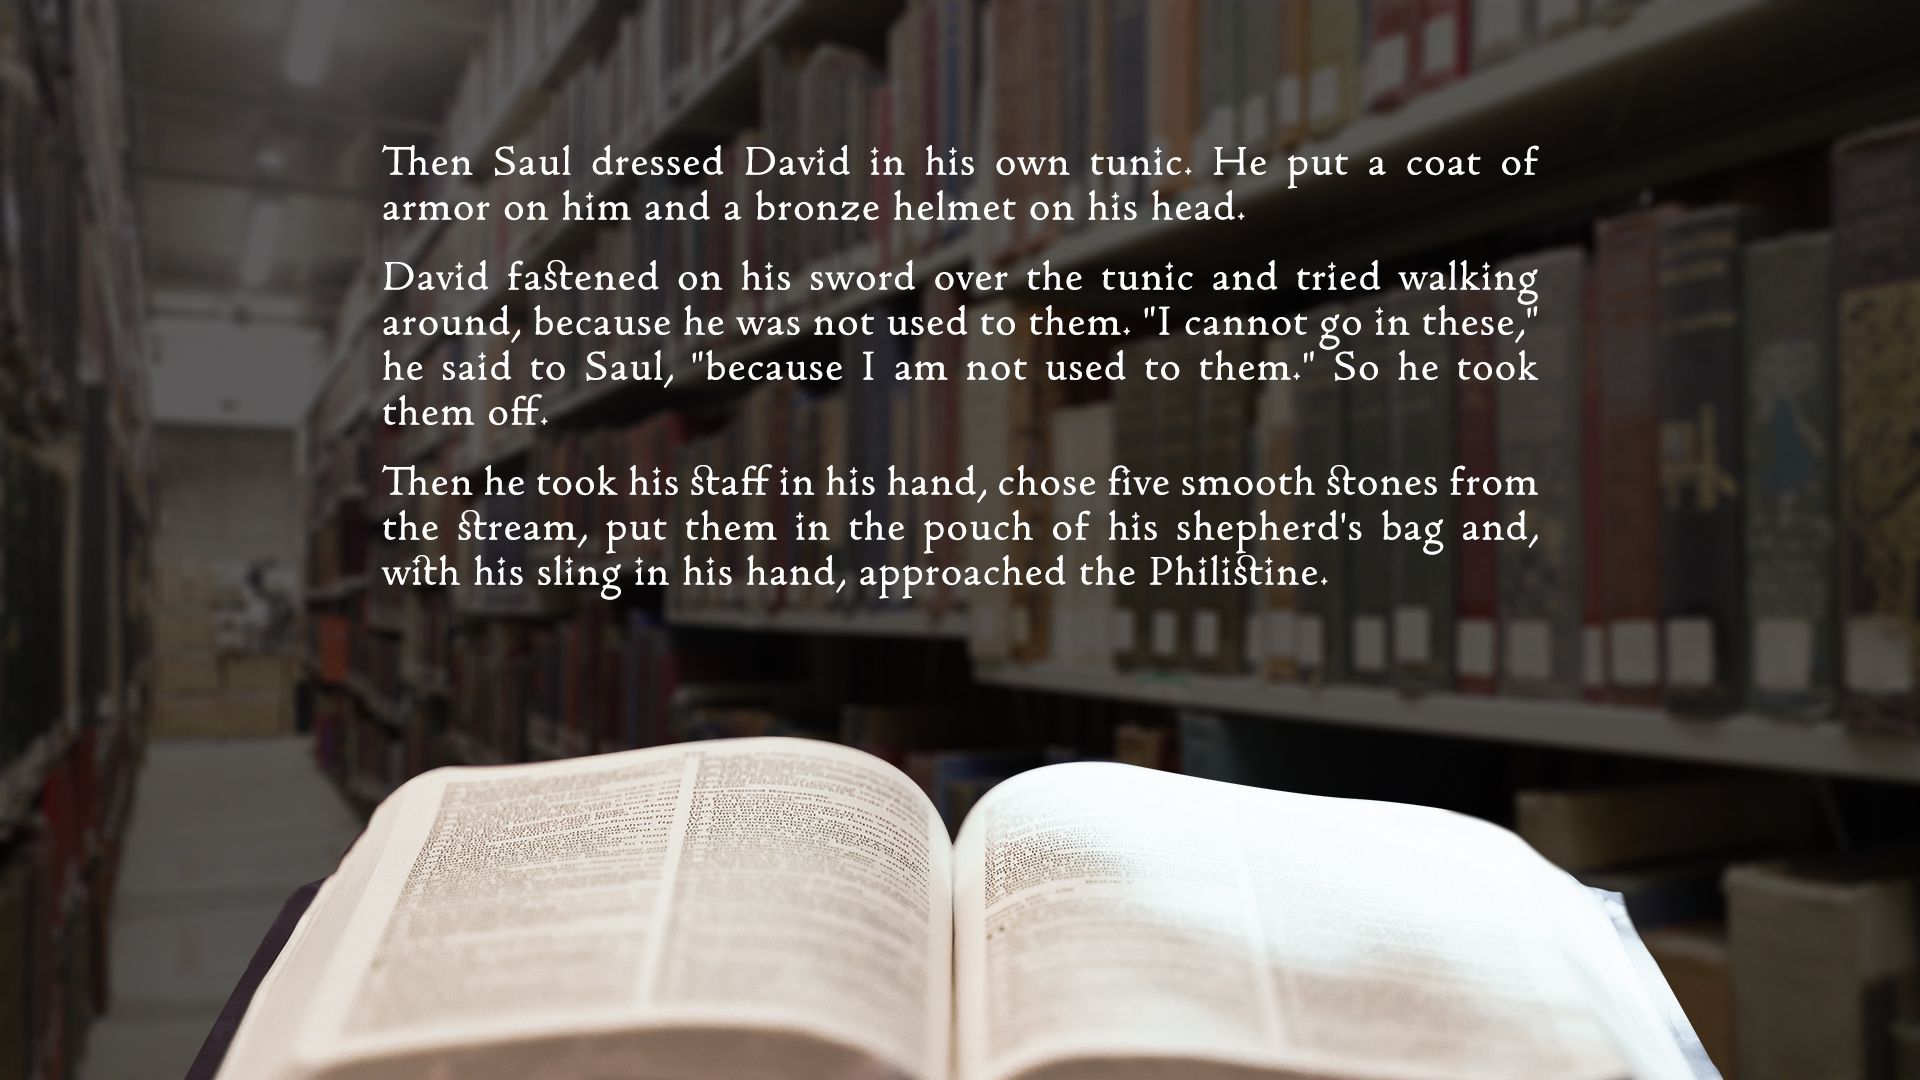 Then Saul dressed David in his own tunic. He put a coat of
armor on him and a bronze helmet on his head.
David fastened on his sword over the tunic and tried walking
around, because he was not used to them. "I cannot go in these,"
he said to Saul, "because I am not used to them." So he took
them off.
Then he took his staff in his hand, chose five smooth stones from
the stream, put them in the pouch of his shepherd's bag and,
with his sling in his hand, approached the Philistine.